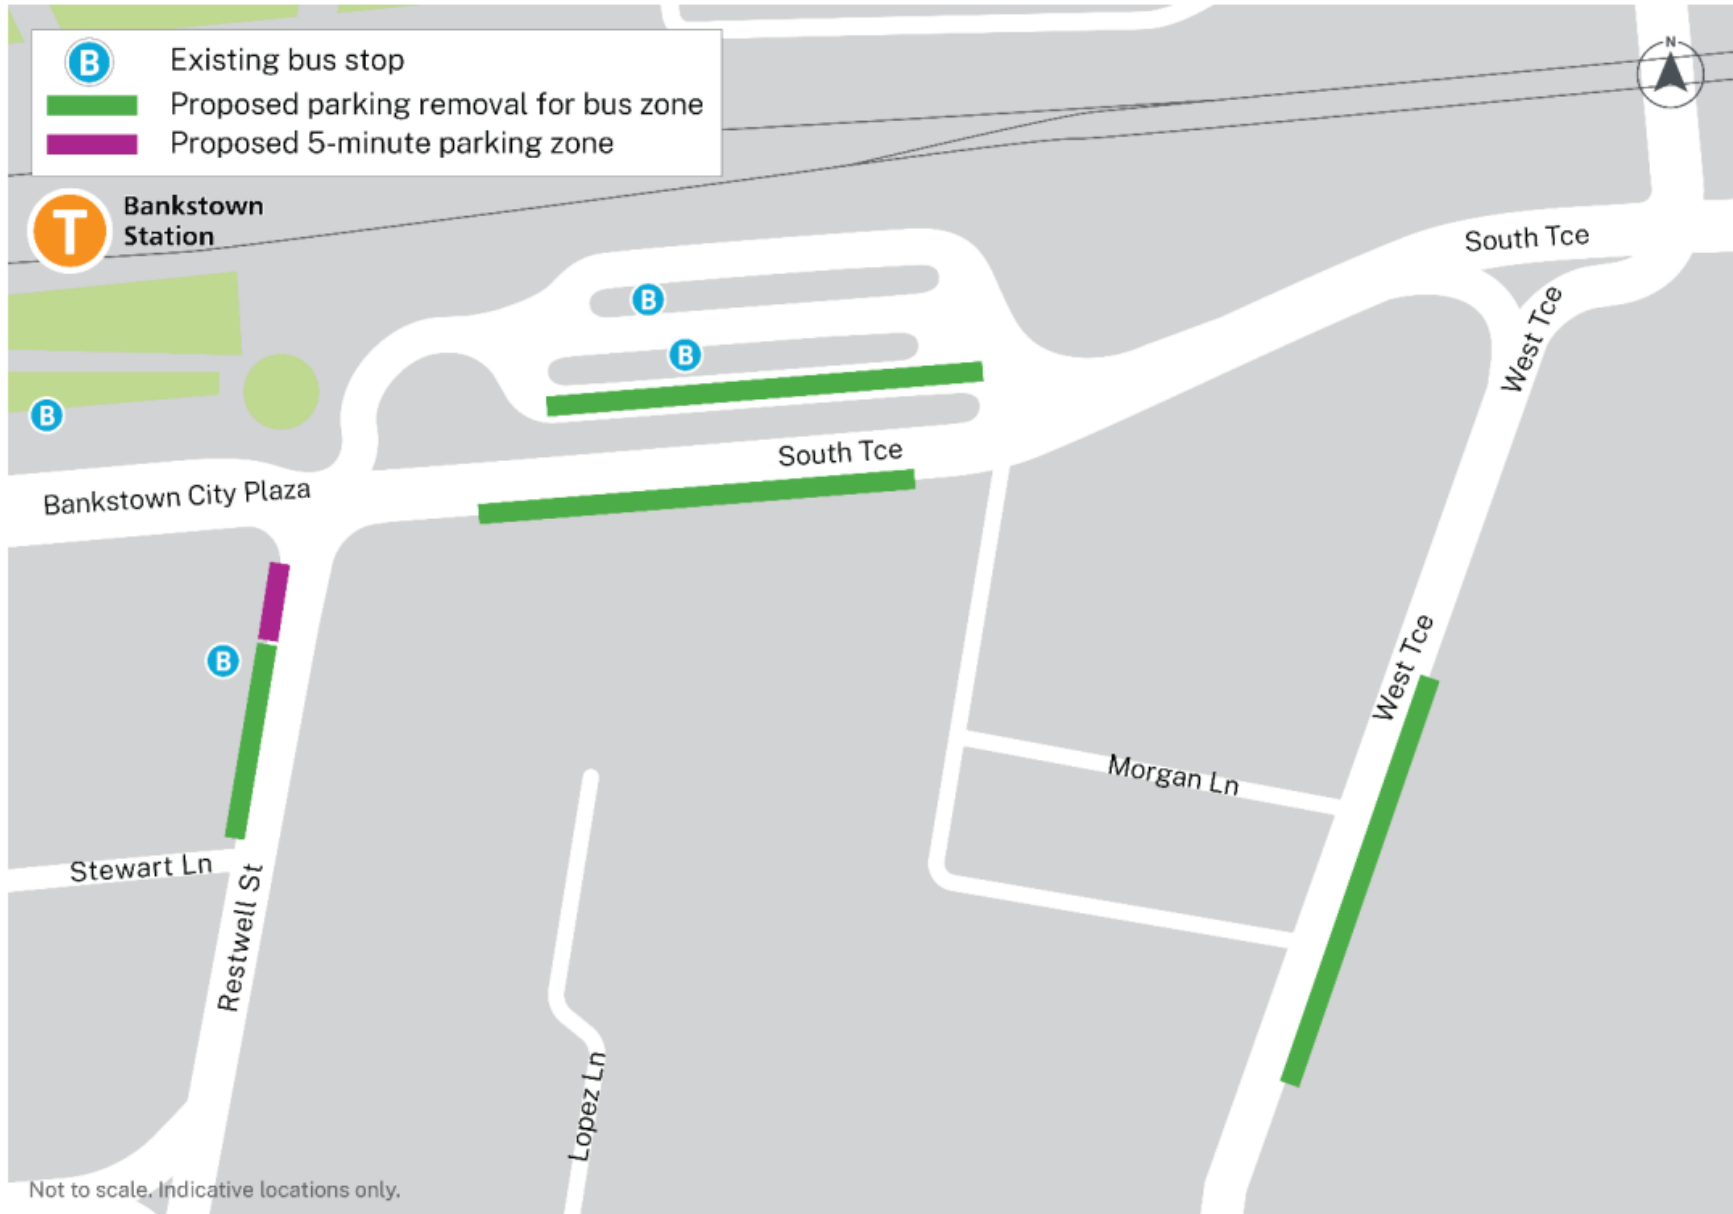 B Existing bus stop
Proposed parking removal for bus zone
Proposed 5-minute parking zone
N
T Bankstown
Station
South Tce
B
West Tce
B
B
South Tce
Bankstown City Plaza
B
West Tce
Morgan Ln
Stewart Ln
Restwell St
Lopez Ln
Not to scale. Indicative locations only.